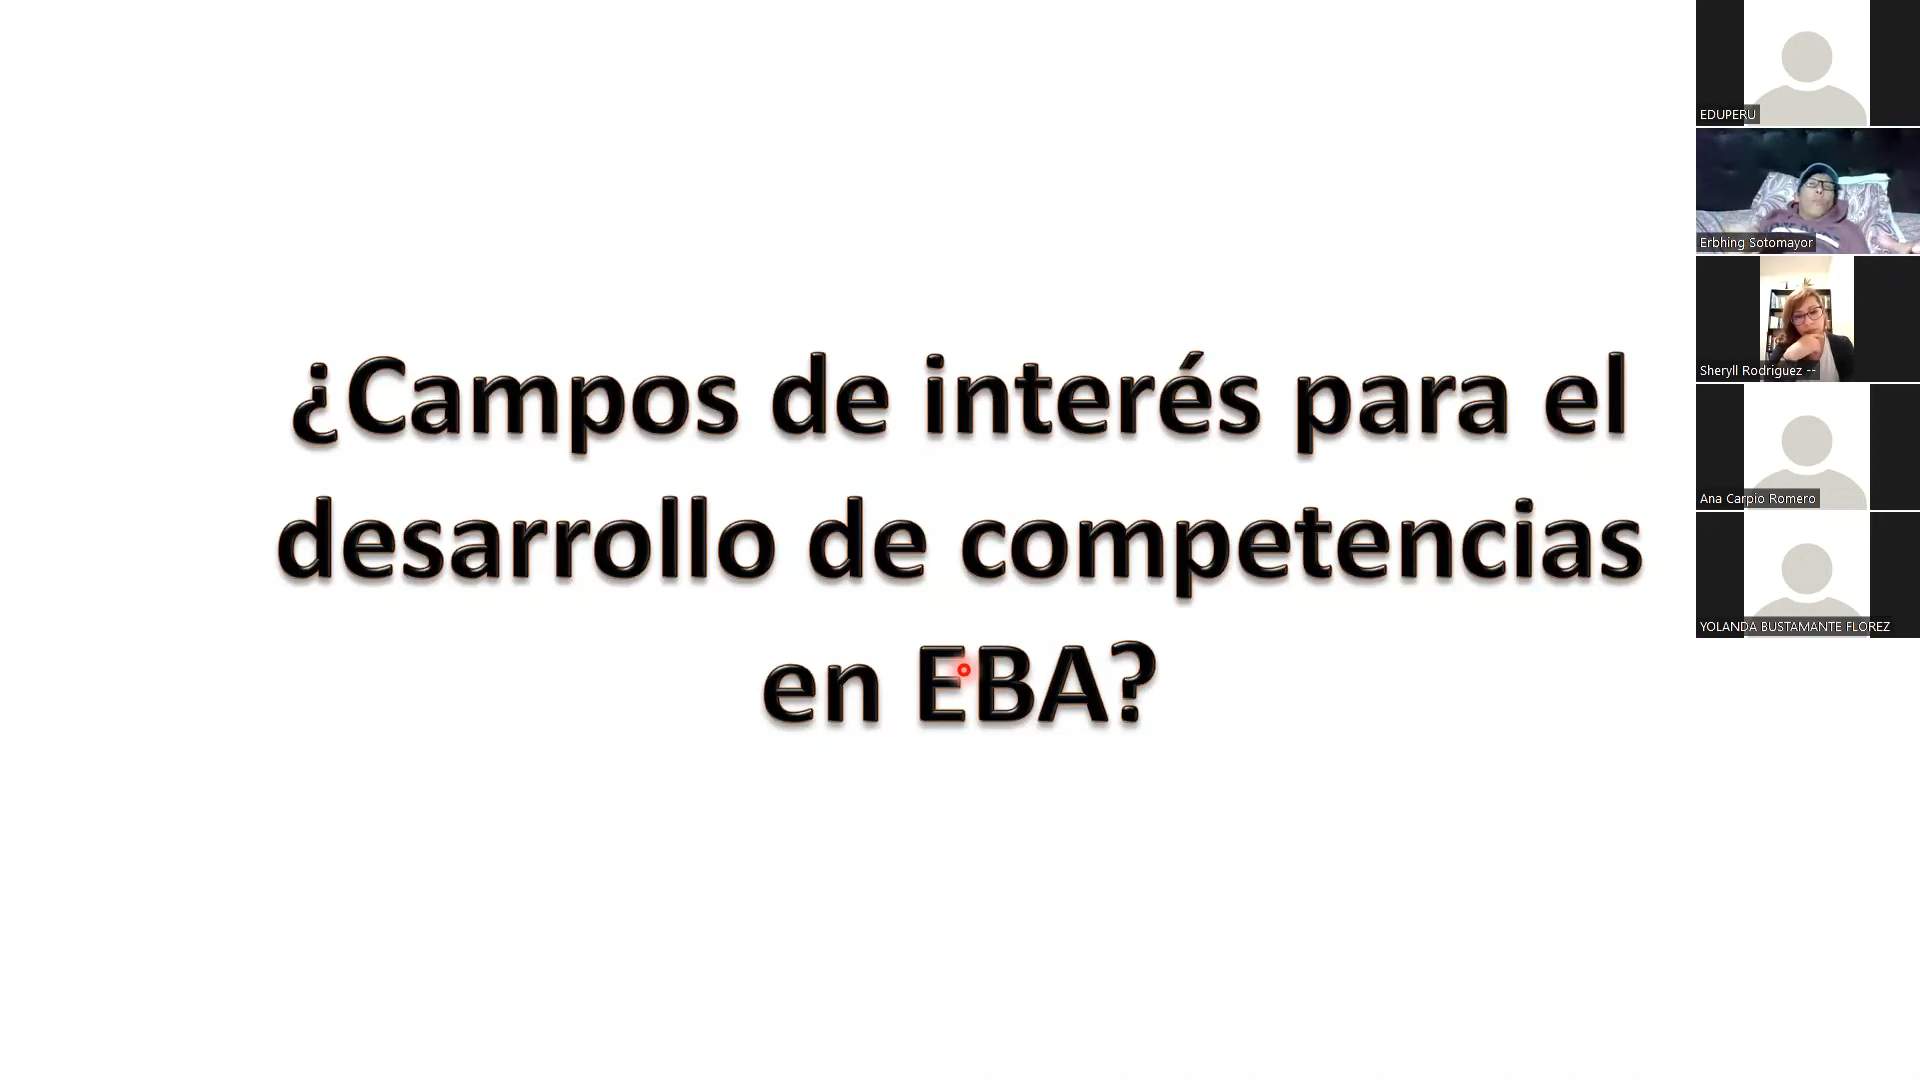 ¿Campos de interés para el
desarrollo de competencias
en EBA?
EDUPERU
Erbhing Sotomayor
Sheryll Rodriguez --
Ana Carpio Romero
YOLANDA BUSTAMANTE FLOREZ